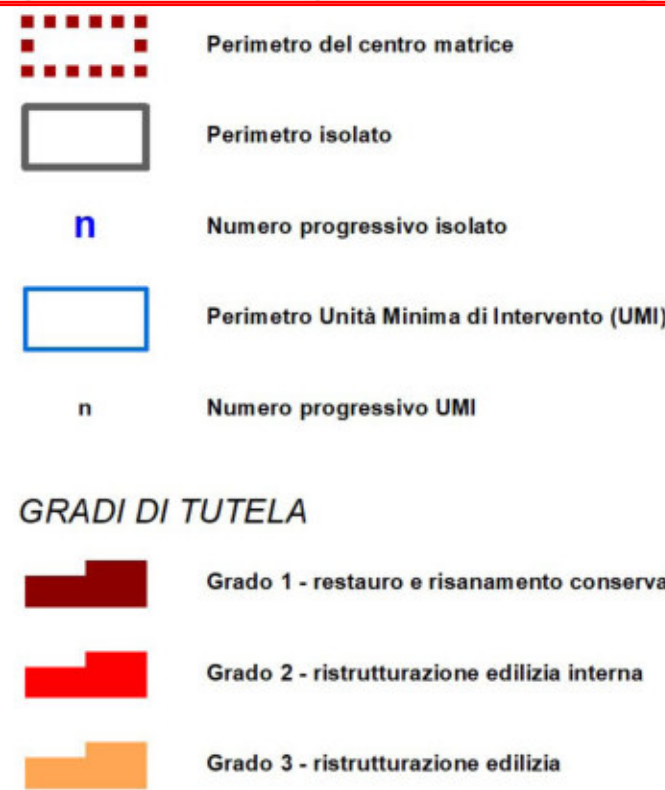 Perimetro del centro matrice
Perimetro isolato
n Numero progressivo isolato
Perimetro Unità Minima di Intervento (UMI)
n Numero progressivo UMI
GRADI DI TUTELA
Grado 1 - restauro e risanamento conserva
Grado 2 - ristrutturazione edilizia interna
Grado 3 - ristrutturazione edilizia